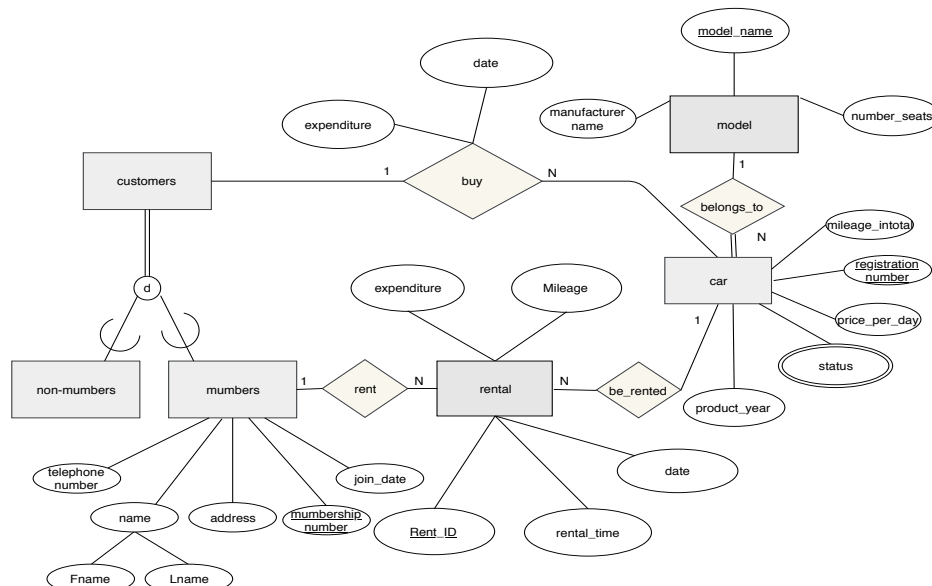 model_name
date
manufacturer
name
number_seats
expenditure
model
1
customers
1
buy
N
belongs_to
N
mileage_intotal
registration
number
d
expenditure
Mileage
car
1
price_per_day
status
non-mumbers
mumbers
1
rent
N
rental
N
be_rented
product_year
telephone
number
join_date
date
name
address
mumbership
number
Rent_ID
rental_time
Fname
Lname